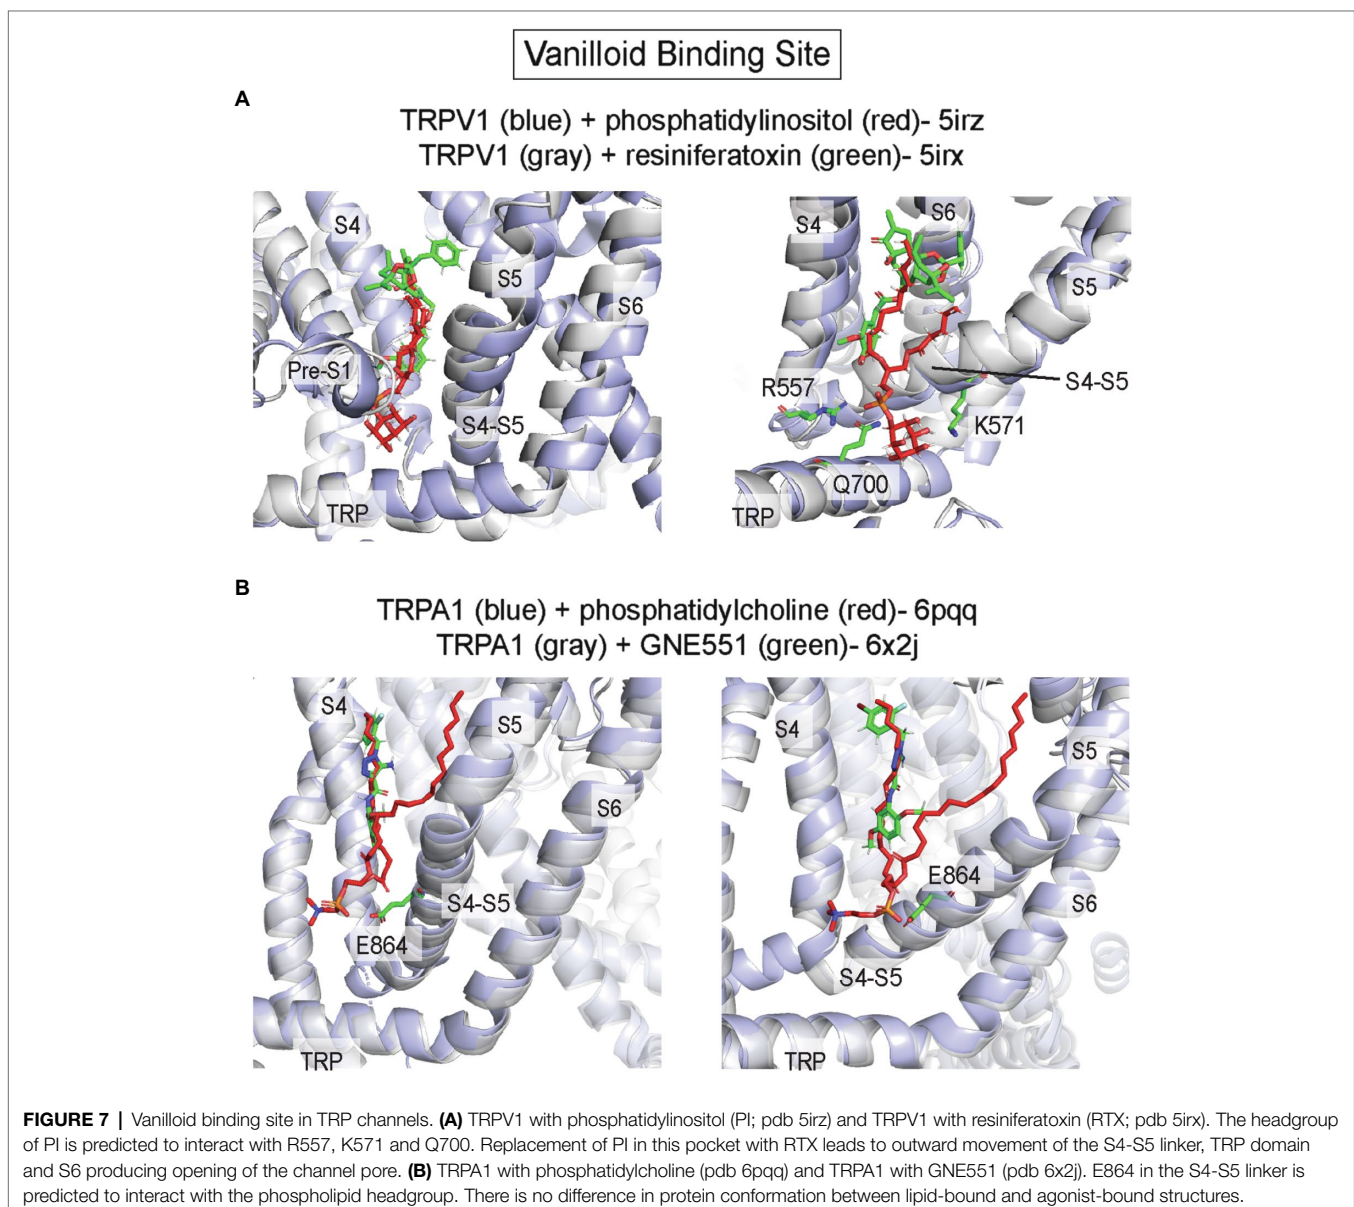 Vanilloid Binding Site
A
TRPV1 (blue) + phosphatidylinositol (red)- 5irz
TRPV1 (gray) + resiniferatoxin (green)- 5irx
S4
S5
S6
Pre-S1
S4-S5
TRP
S4
S6
S5
R557
S4-S5
K571
Q700
TRP
B
TRPA1 (blue) + phosphatidylcholine (red)- 6pqq
TRPA1 (gray) + GNE551 (green)- 6x2j
S4
S5
S6
S4-S5
E864
TRP
S4
S5
E864
S6
S4-S5
TRP
FIGURE 7 | Vanilloid binding site in TRP channels. (A) TRPV1 with phosphatidylinositol (PI; pdb 5irz) and TRPV1 with resiniferatoxin (RTX; pdb 5irx). The headgroup
of PI is predicted to interact with R557, K571 and Q700. Replacement of PI in this pocket with RTX leads to outward movement of the S4-S5 linker, TRP domain
and S6 producing opening of the channel pore. (B) TRPA1 with phosphatidylcholine (pdb 6pqq) and TRPA1 with GNE551 (pdb 6x2j). E864 in the S4-S5 linker is
predicted to interact with the phospholipid headgroup. There is no difference in protein conformation between lipid-bound and agonist-bound structures.